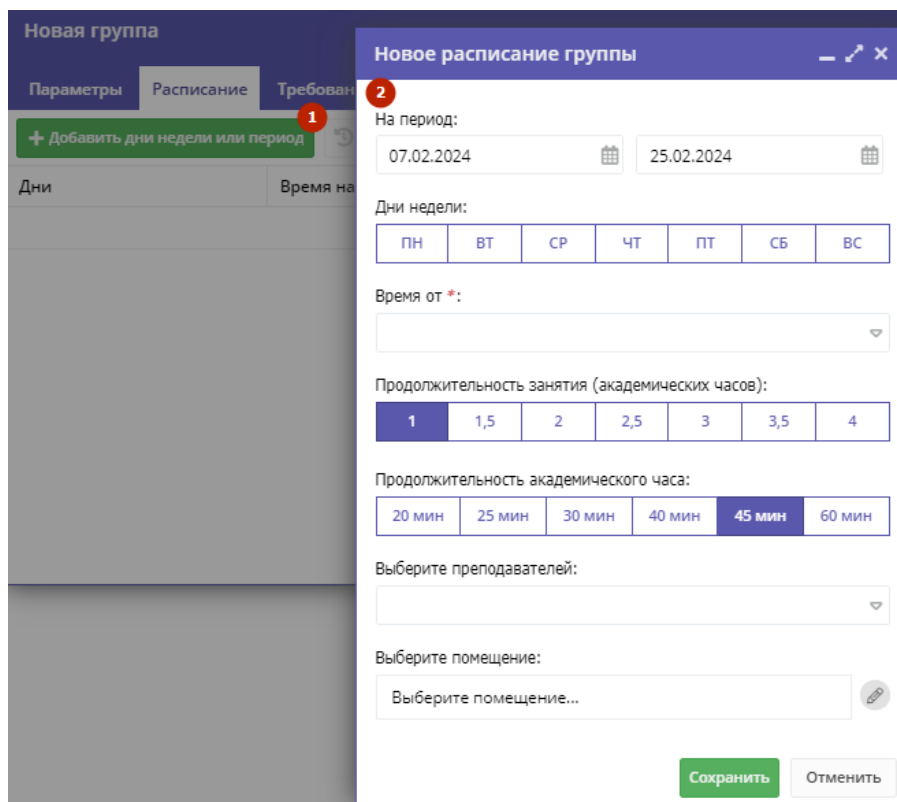 Новая группа
Параметры Расписание Требован
1
+ Добавить дни недели или период
Дни Время на
Новое расписание группы
2
На период:
07.02.2024 25.02.2024
Дни недели:
ПН ВТ СР ЧТ ПТ СБ ВС
Время от *:
Продолжительность занятия (академических часов):
1 1,5 2 2,5 3 3,5 4
Продолжительность академического часа:
20 мин 25 мин 30 мин 40 мин 45 мин 60 мин
Выберите преподавателей:
Выберите помещение:
Выберите помещение...
Сохранить Отменить